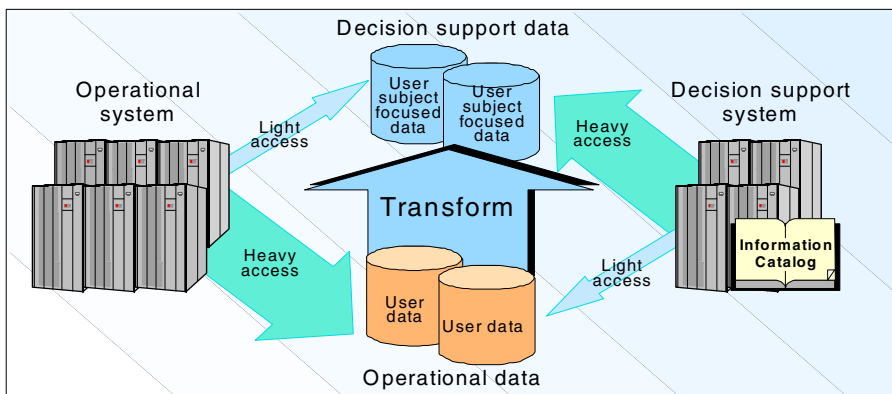 Decision support data
Operational
system
Decision support
system
User
subject
focused
data
User
subject
focused
data
Light
access
Heavy
access
Transform
Heavy
access
Light
access
Information
Catalog
User
data
User data
Operational data